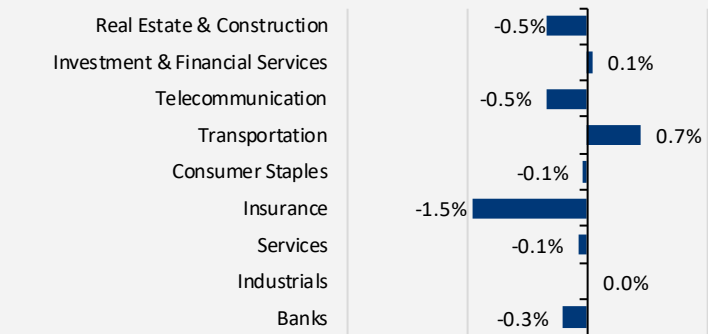 Real Estate & Construction -0.5%
Investment & Financial Services 0.1%
Telecommunication -0.5%
Transportation 0.7%
Consumer Staples -0.1%
Insurance -1.5%
Services -0.1%
Industrials 0.0%
Banks -0.3%